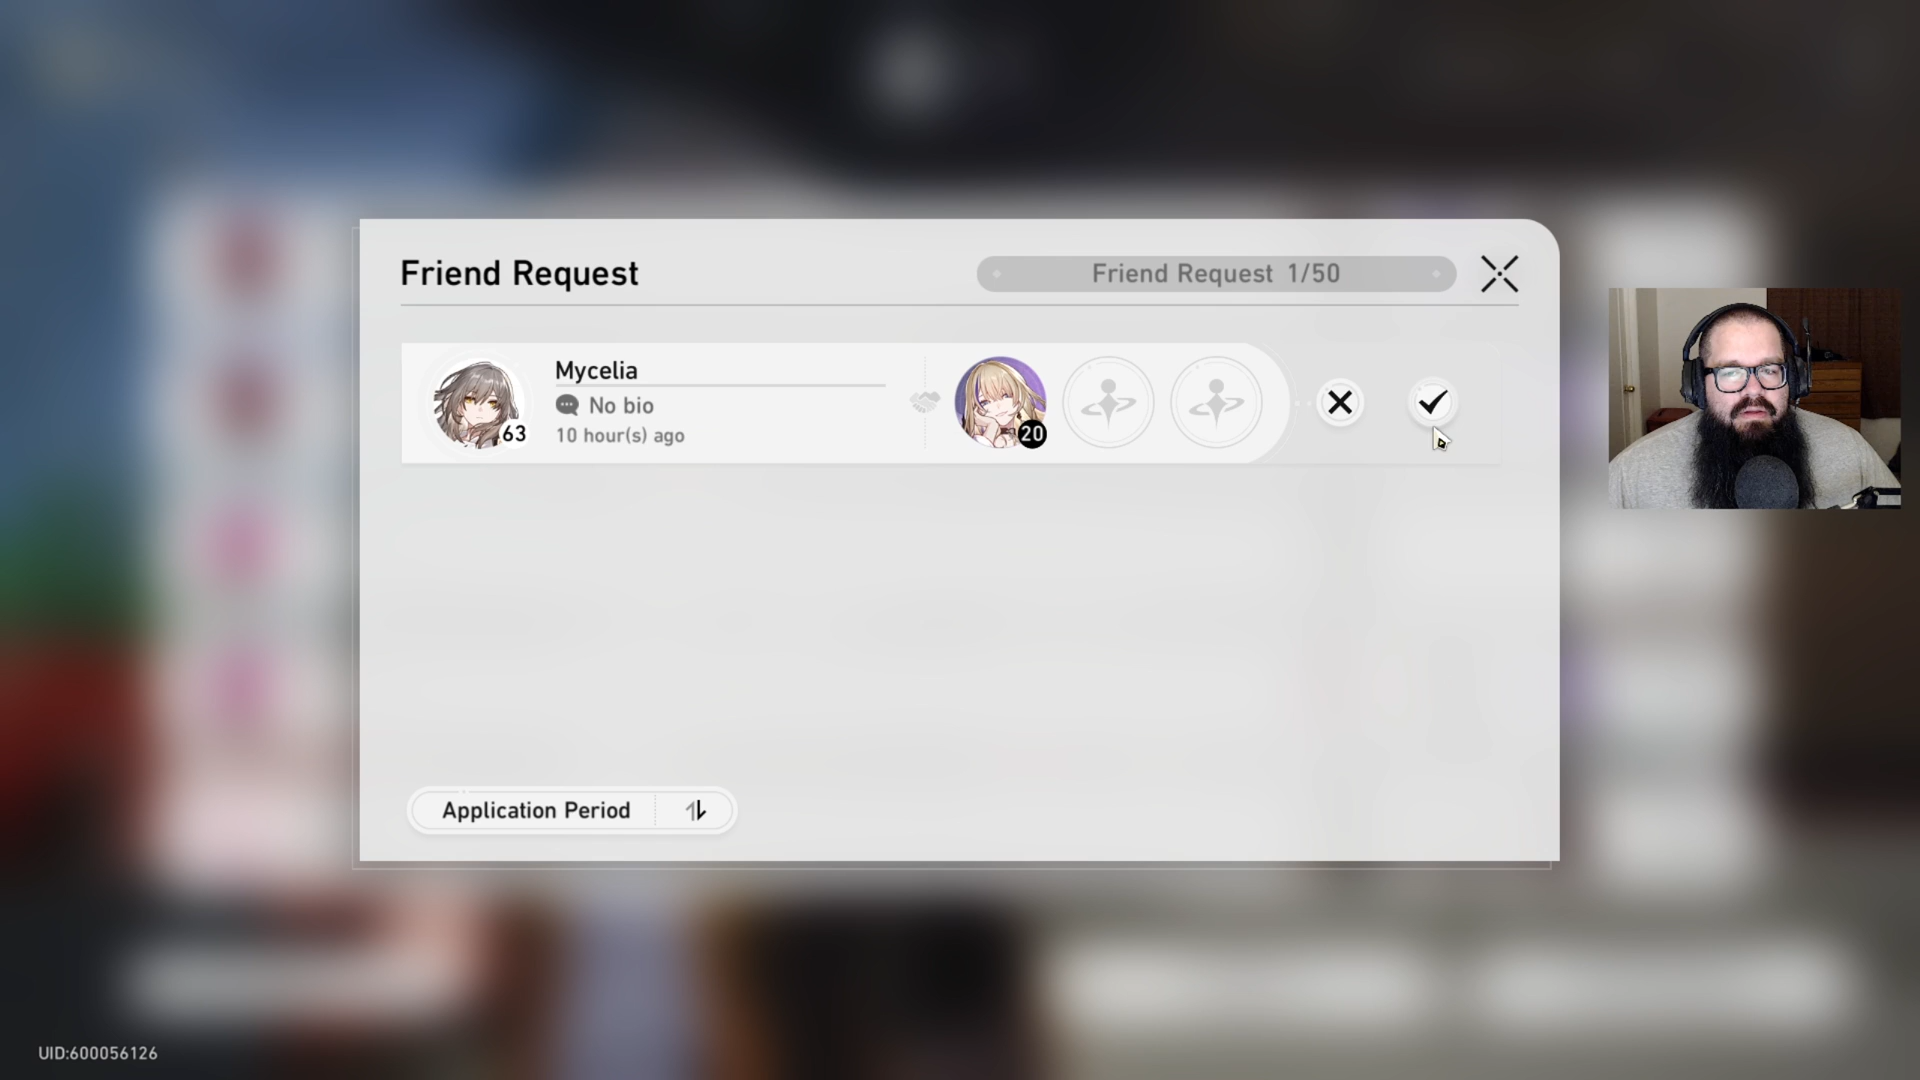 Friend Request
Friend Request 1/50
Mycelia
No bio
63
20
10 hour(s) ago
Application Period
UID:600056126